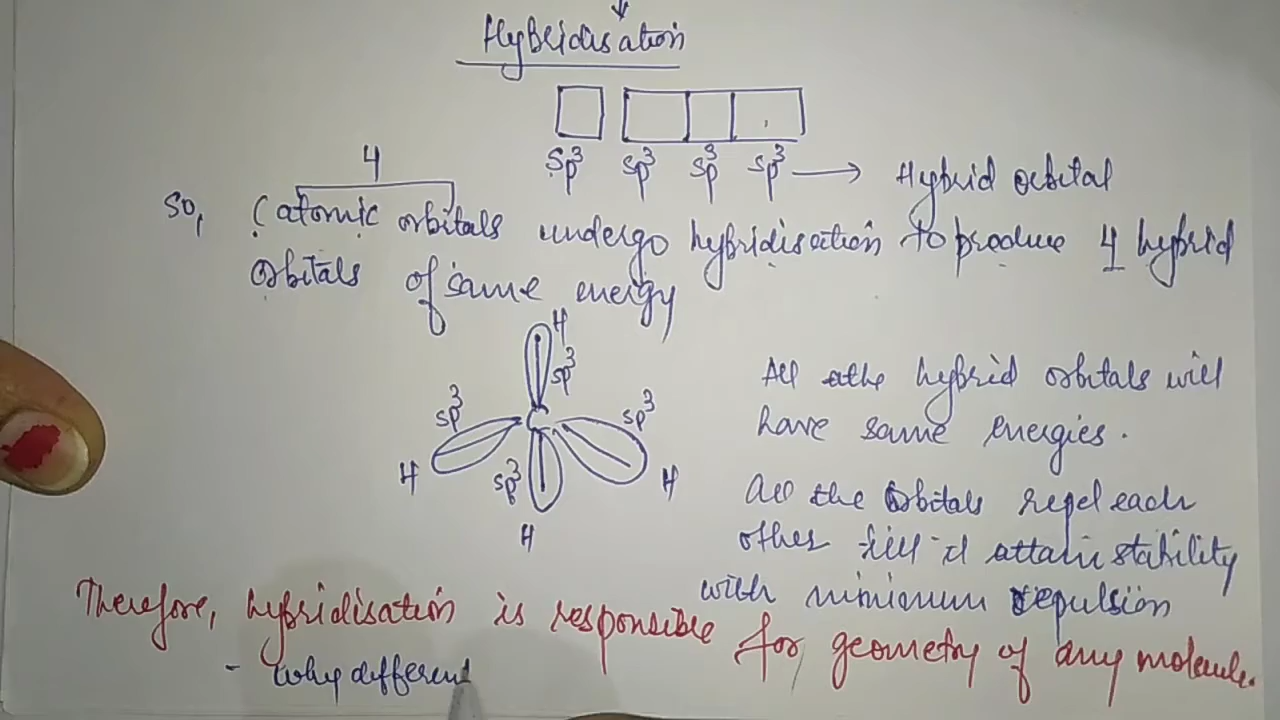 Hybridisation
sp³ sp³ sp³ sp³ → Hybrid orbital
4
So, (atomic orbitals undergo hybridisation to produce 4 hybrid
orbitals of same energy
H
sp³
sp³ C sp³
H sp³ H
H
All the hybrid orbitals will
have same energies.
All the orbitals repel each
other till it attain stability
with minimum repulsion
Therefore, hybridisation is responsible for geometry of any molecule.
- Why different